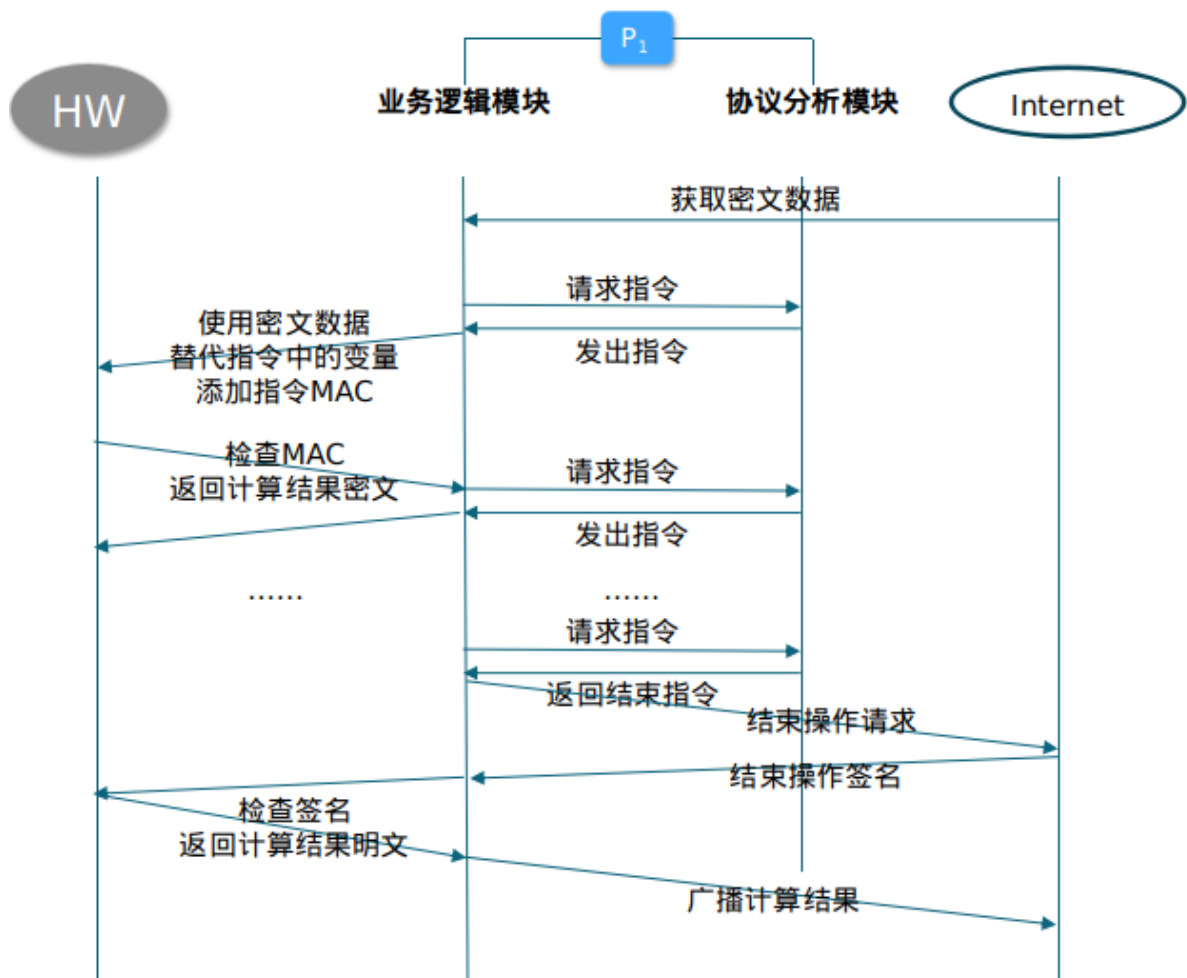 P₁
HW
业务逻辑模块
协议分析模块
Internet
获取密文数据
请求指令
使用密文数据
替代指令中的变量
添加指令MAC
发出指令
检查MAC
返回计算结果密文
请求指令
发出指令
......
......
请求指令
返回结束指令
结束操作请求
结束操作签名
检查签名
返回计算结果明文
广播计算结果